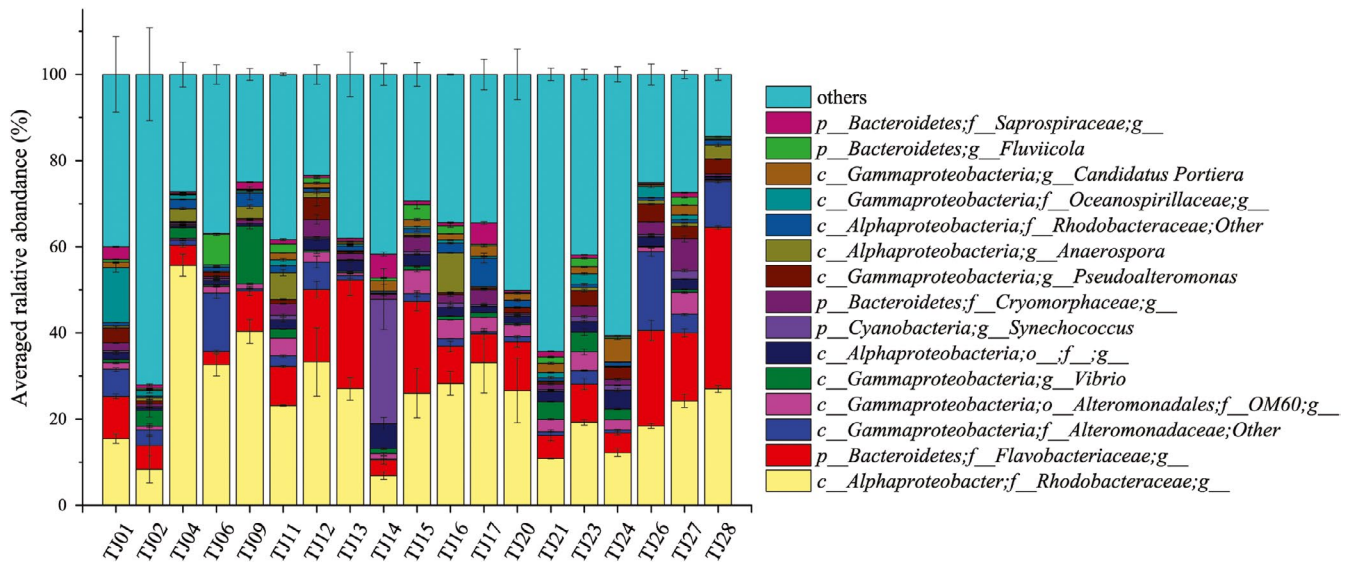 Averaged ralative abundance (%)
100
80
60
40
20
0
TJ01
TJ02
TJ04
TJ06
TJ09
TJ11
TJ12
TJ13
TJ14
TJ15
TJ16
TJ17
TJ20
TJ21
TJ23
TJ24
TJ26
TJ27
TJ28
others
p__Bacteroidetes;f__Saprospiraceae;g__
p__Bacteroidetes;g__Fluviicola
c__Gammaproteobacteria;g__Candidatus Portiera
c__Gammaproteobacteria;f__Oceanospirillaceae;g__
c__Alphaproteobacteria;f__Rhodobacteraceae;Other
c__Alphaproteobacteria;g__Anaerospora
c__Gammaproteobacteria;g__Pseudoalteromonas
p__Bacteroidetes;f__Cryomorphaceae;g__
p__Cyanobacteria;g__Synechococcus
c__Alphaproteobacteria;o__;f__;g__
c__Gammaproteobacteria;g__Vibrio
c__Gammaproteobacteria;o__Alteromonadales;f__OM60;g__
c__Gammaproteobacteria;f__Alteromonadaceae;Other
p__Bacteroidetes;f__Flavobacteriaceae;g__
c__Alphaproteobacter;f__Rhodobacteraceae;g__